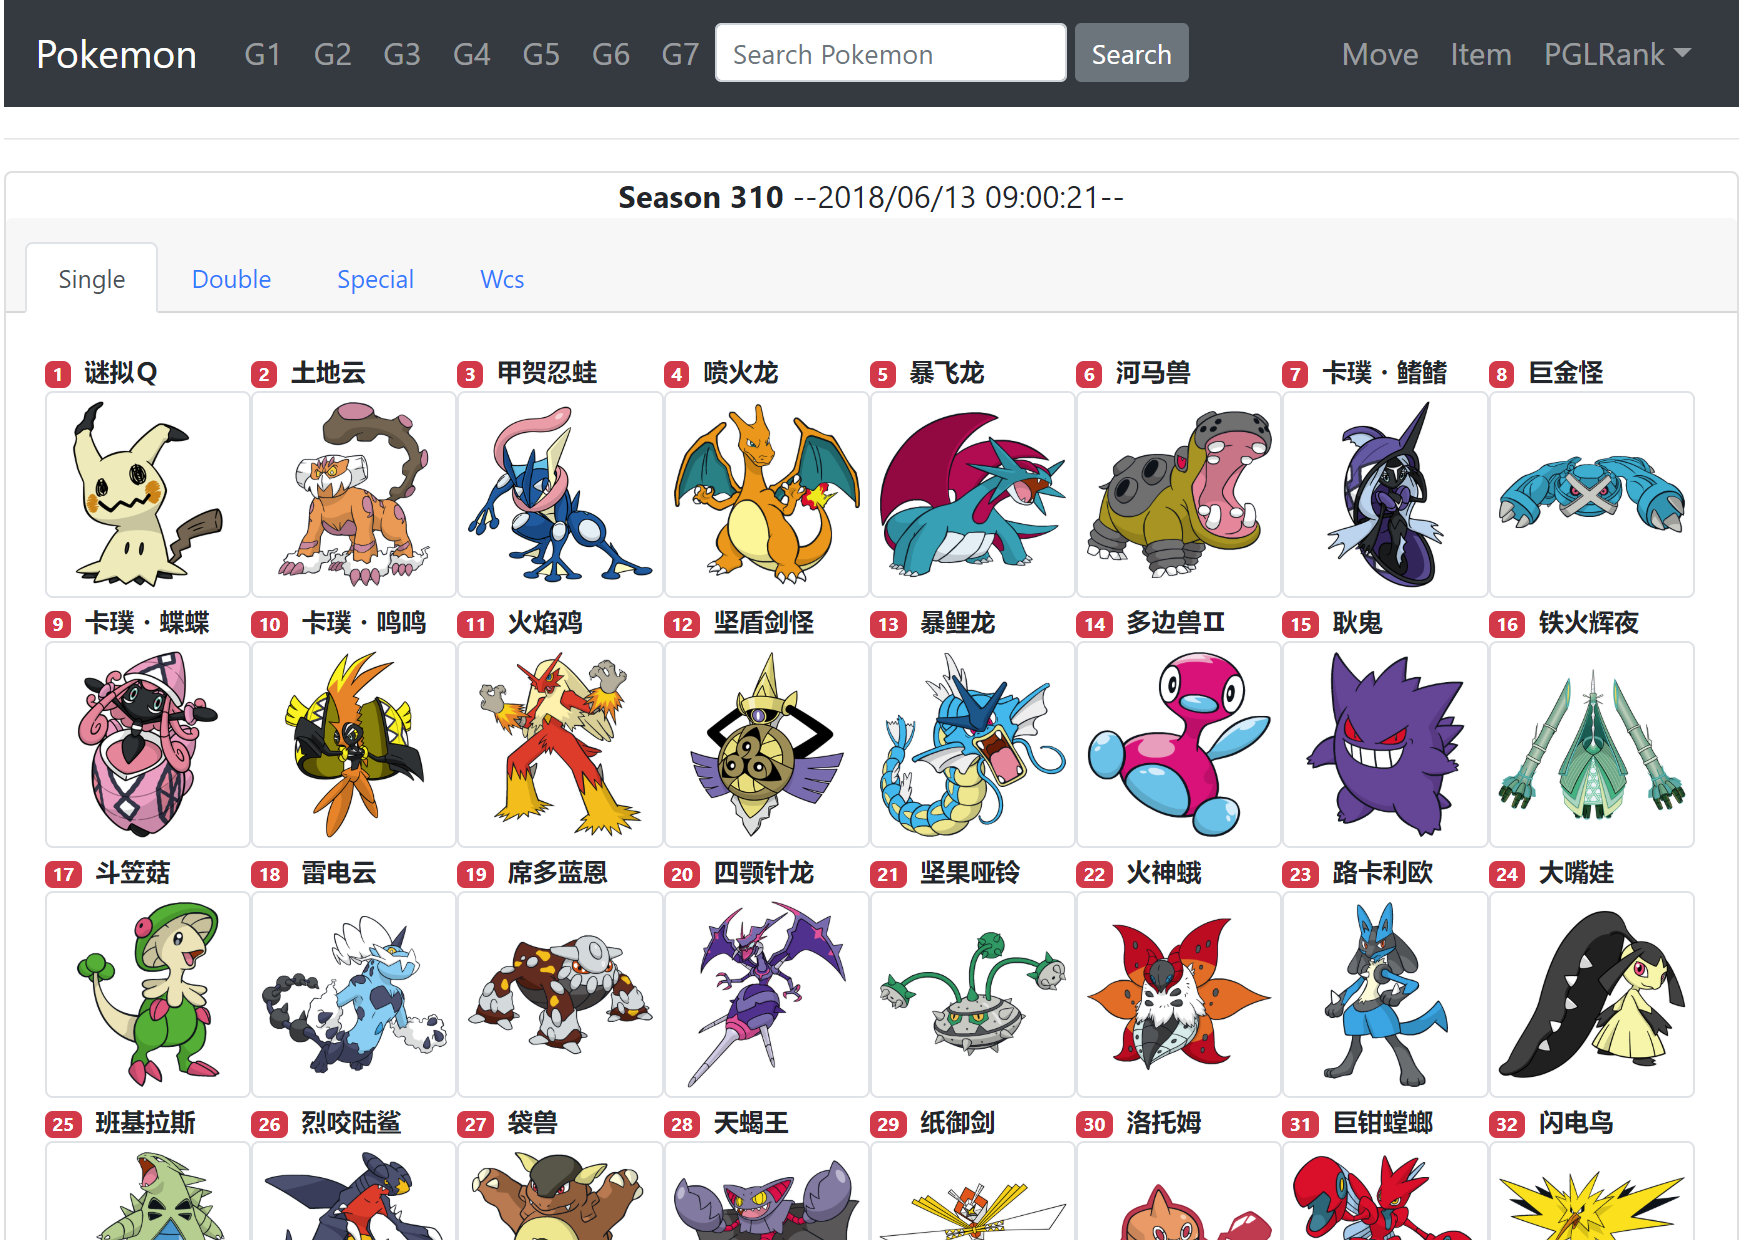 Pokemon G1 G2 G3 G4 G5 G6 G7 Search Pokemon Search Move Item PGLRank
Season 310 --2018/06/13 09:00:21--
Single Double Special Wcs
1 谜拟Q 2 土地云 3 甲贺忍蛙 4 喷火龙 5 暴飞龙 6 河马兽 7 卡璞・鳍鳍 8 巨金怪
9 卡璞・蝶蝶 10 卡璞・鸣鸣 11 火焰鸡 12 坚盾剑怪 13 暴鲤龙 14 多边兽Ⅱ 15 耿鬼 16 铁火辉夜
17 斗笠菇 18 雷电云 19 席多蓝恩 20 四颚针龙 21 坚果哑铃 22 火神蛾 23 路卡利欧 24 大嘴娃
25 班基拉斯 26 烈咬陆鲨 27 袋兽 28 天蝎王 29 纸御剑 30 洛托姆 31 巨钳螳螂 32 闪电鸟